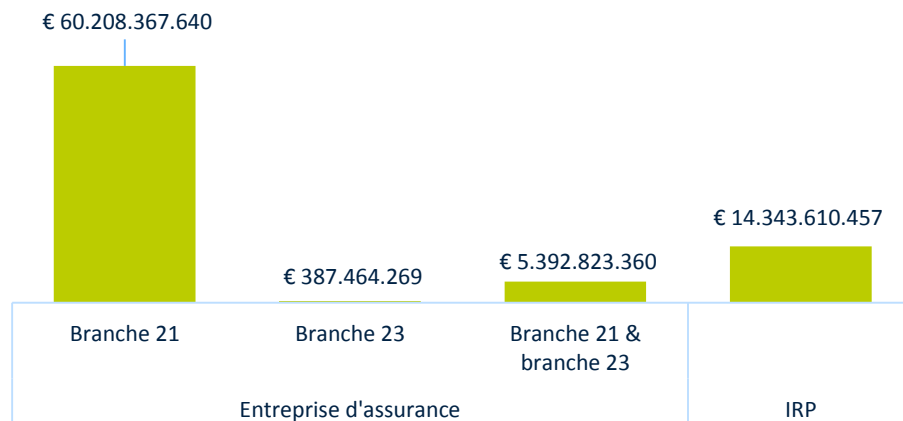 € 60.208.367.640
€ 14.343.610.457
€ 5.392.823.360
€ 387.464.269
Branche 21
Branche 23
Branche 21 &
branche 23
Entreprise d'assurance
IRP